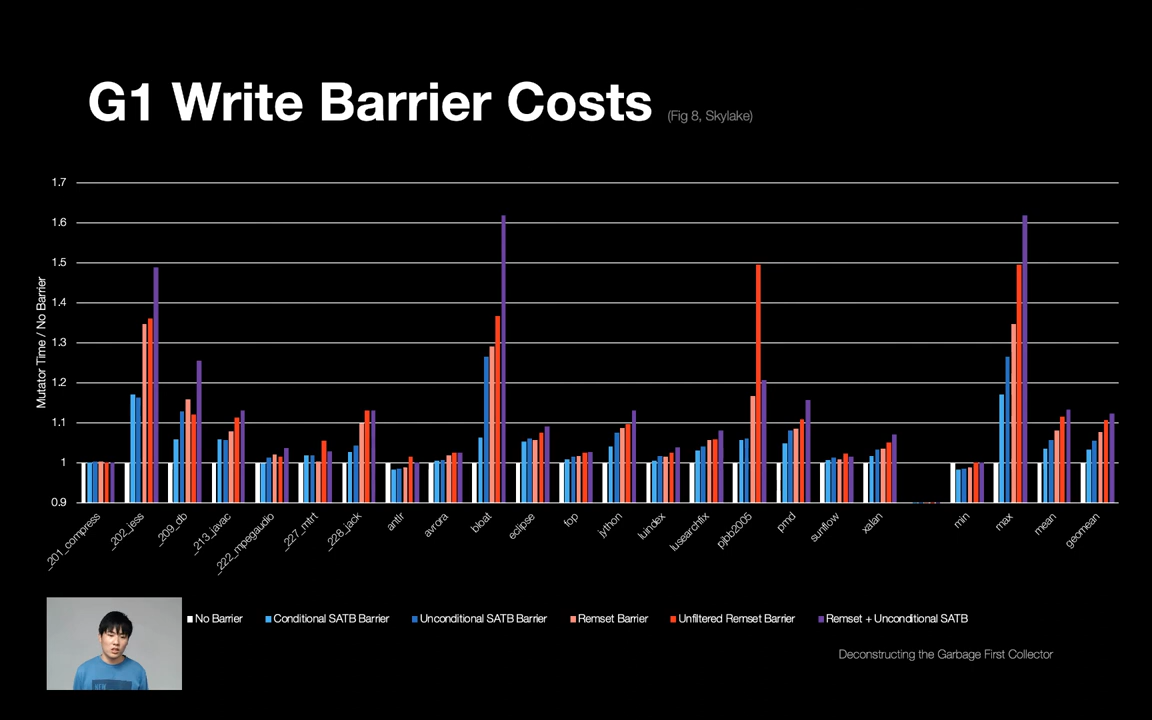 G1 Write Barrier Costs (Fig 8, Skylake)
1.7
1.6
1.5
1.4
1.3
1.2
1.1
1
0.9
Mutator Time / No Barrier
_201_compress
_202_jess
_209_db
_213_javac
_222_mpegaudio
_227_mtrt
_228_jack
antlr
avrora
bloat
eclipse
fop
jython
luindex
lusearchfix
pjbb2005
pmd
sunflow
xalan
min
max
mean
geomean
No Barrier Conditional SATB Barrier Unconditional SATB Barrier Remset Barrier Unfiltered Remset Barrier Remset + Unconditional SATB
Deconstructing the Garbage First Collector
NEW